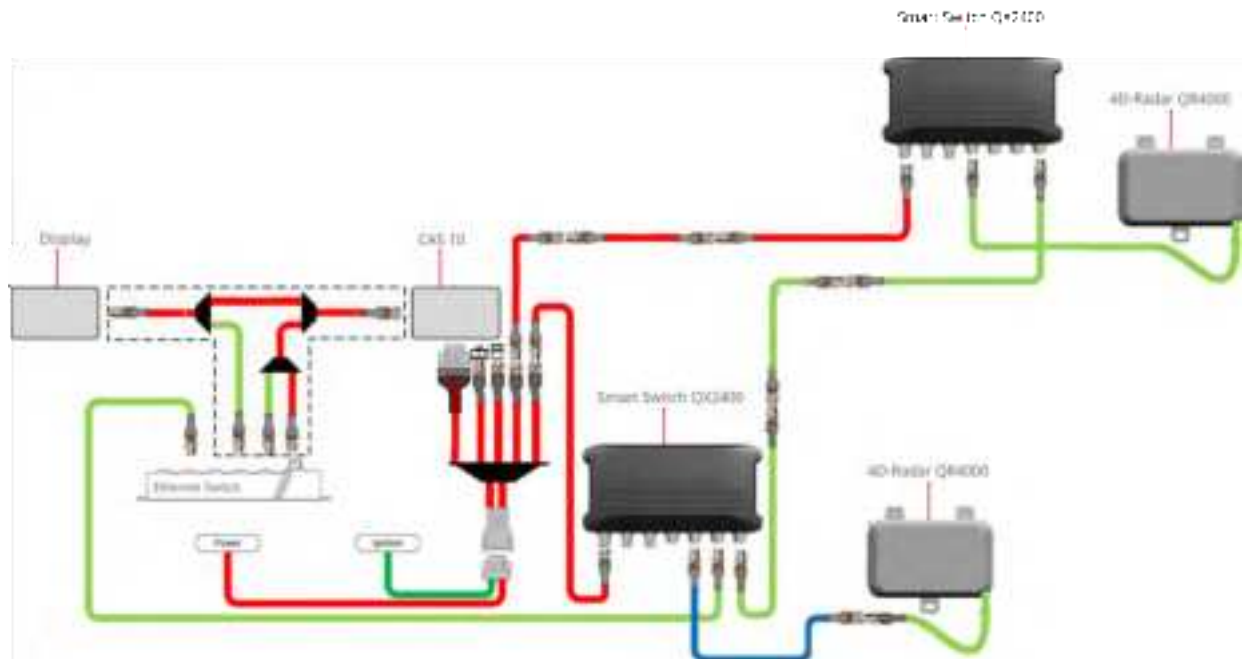 Smart Switch QX2400
4D-Radar QR4000
Display
CAS 10
Smart Switch QX2400
4D-Radar QR4000
Ethernet Switch
Power
Ignition